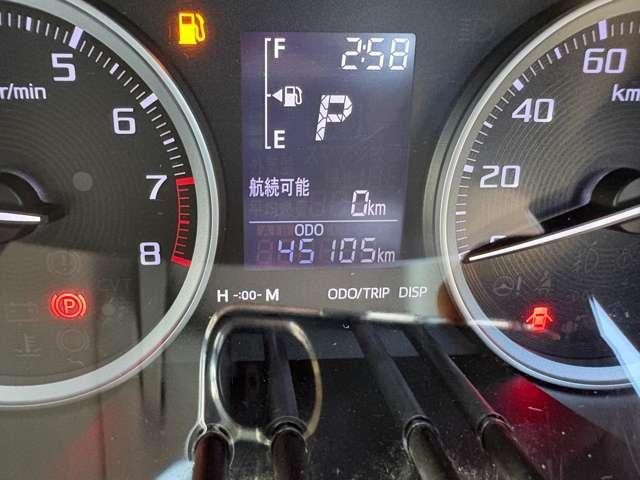 F 2:58
r/min 5 6 7 8
P
E
航続可能
0km
ODO
45105km
H -:00- M ODO/TRIP DISP
60 km
40
20
0
(P)